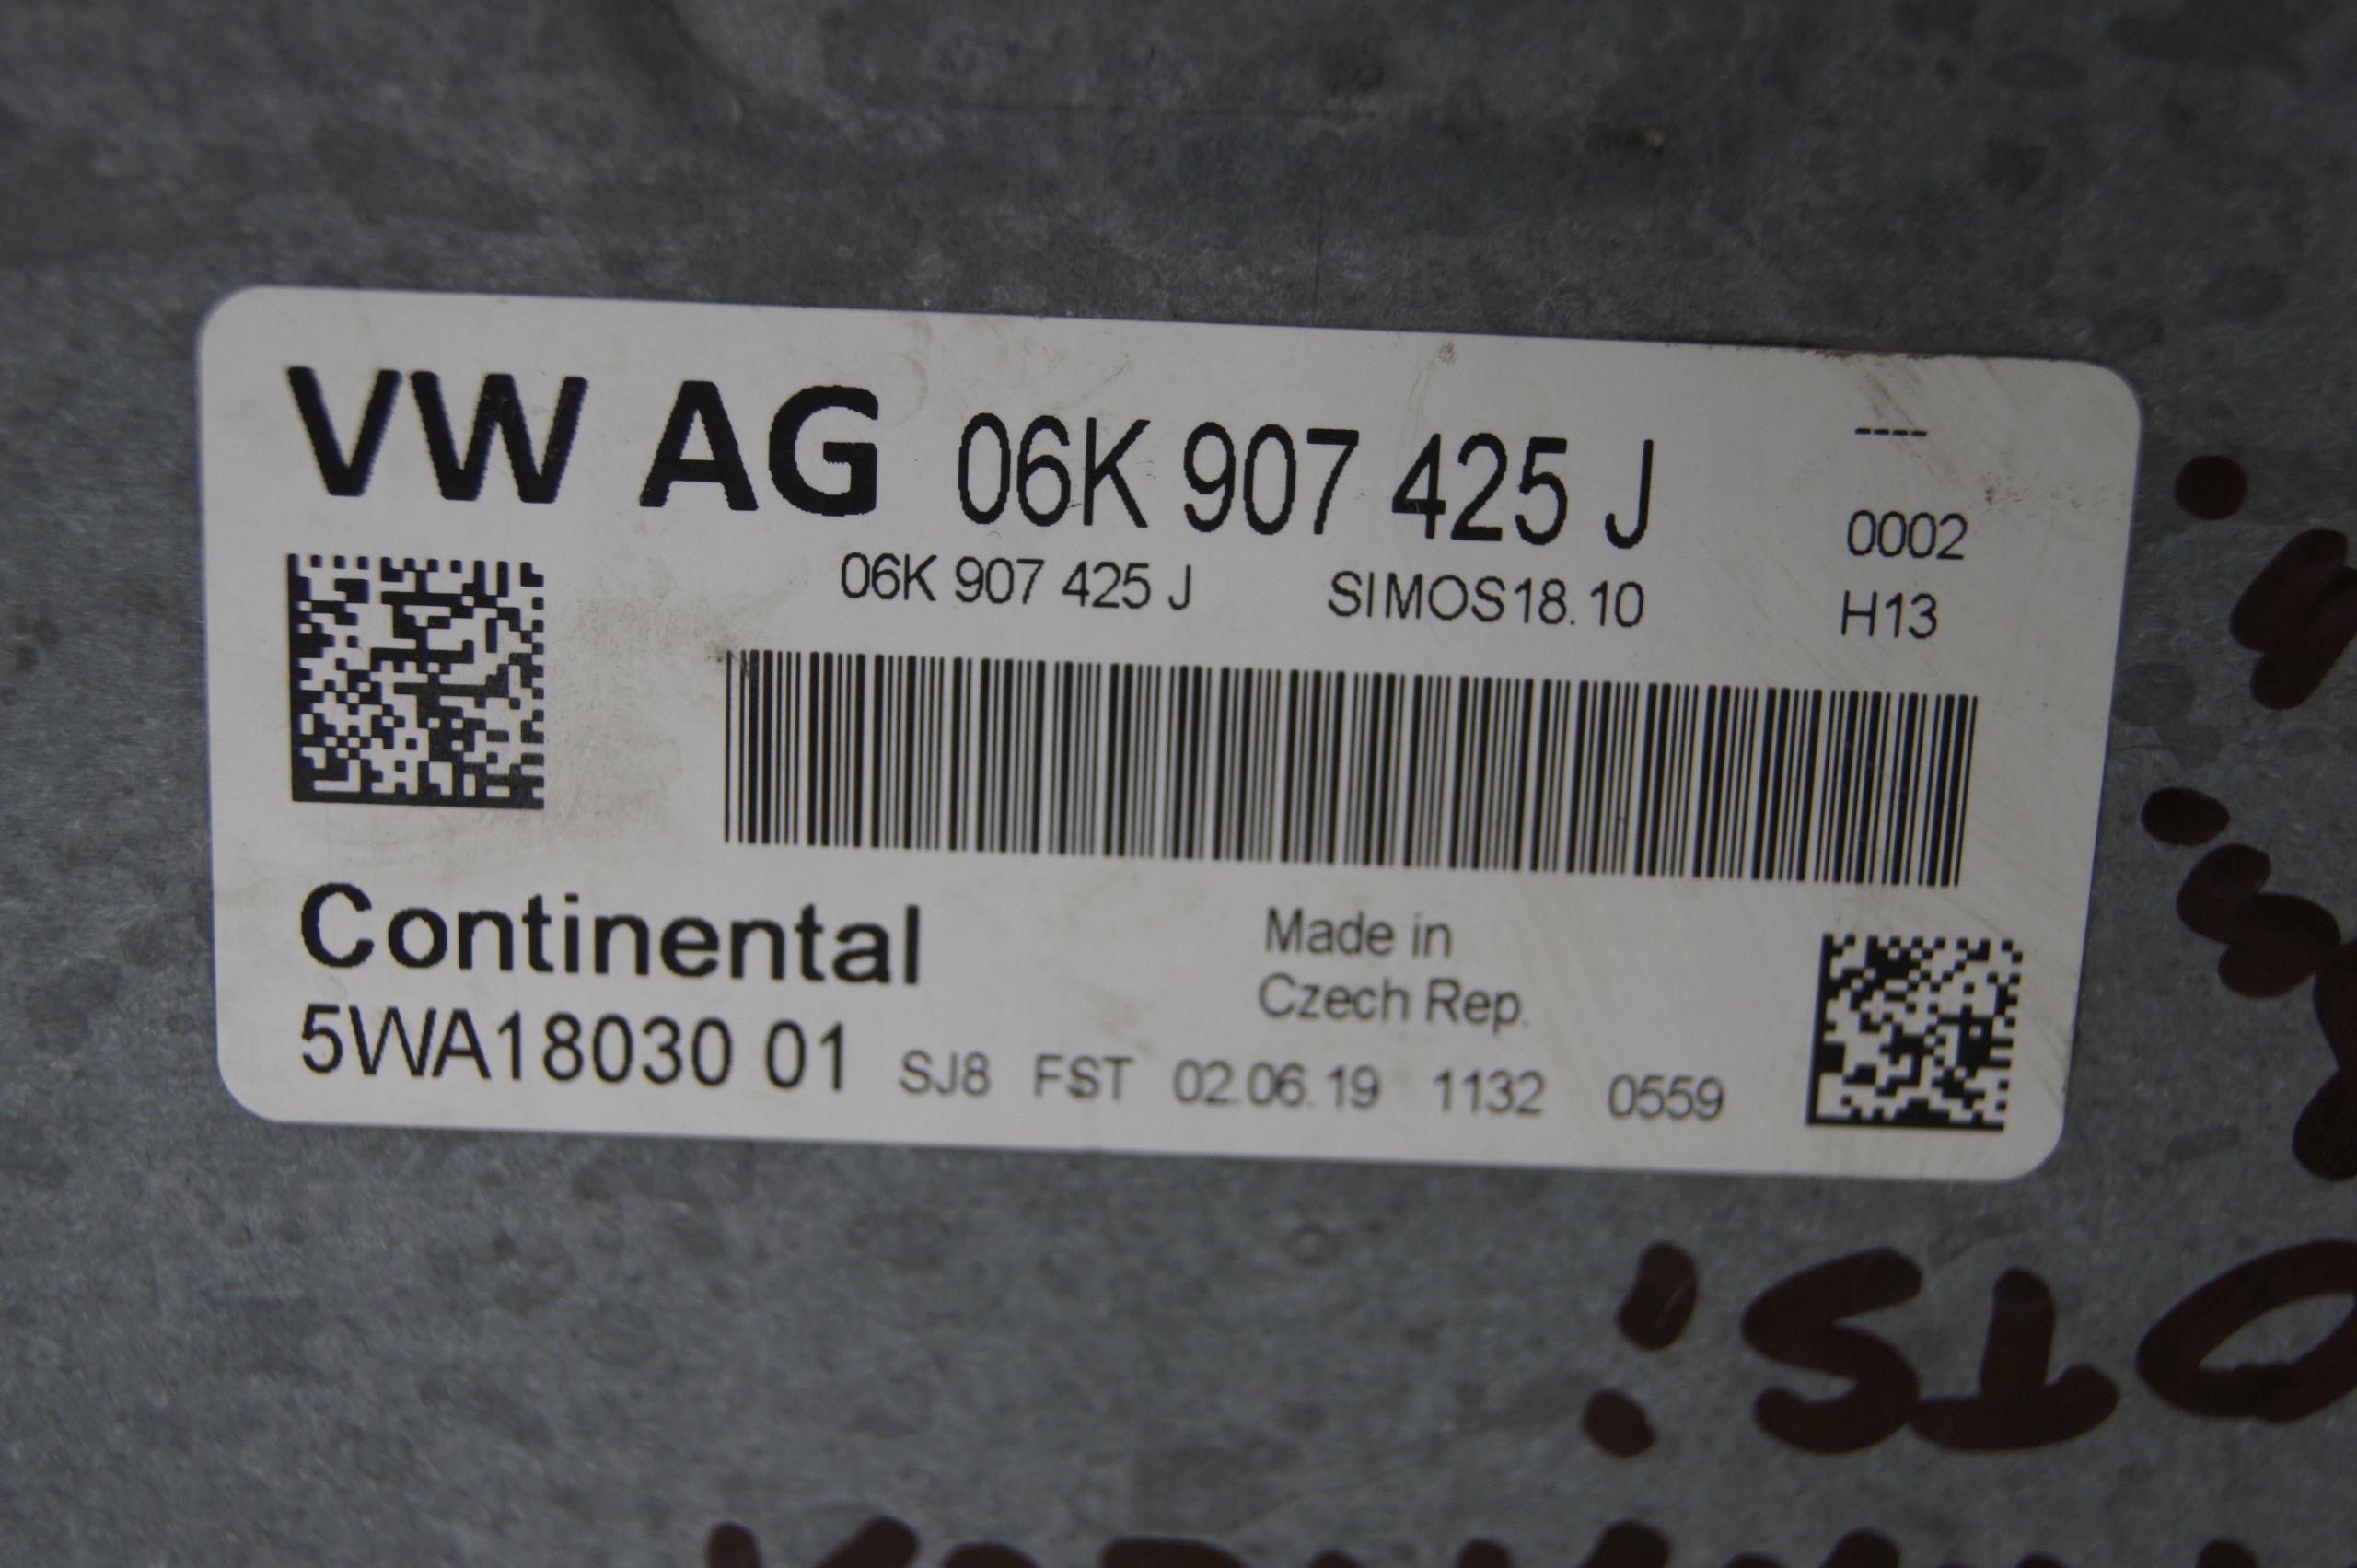 VW AG 06K 907 425 J ----
0002
06K 907 425 J SIMOS18.10 H13
Continental
Made in
Czech Rep.
5WA18030 01 SJ8 FST 02.06.19 1132 0559